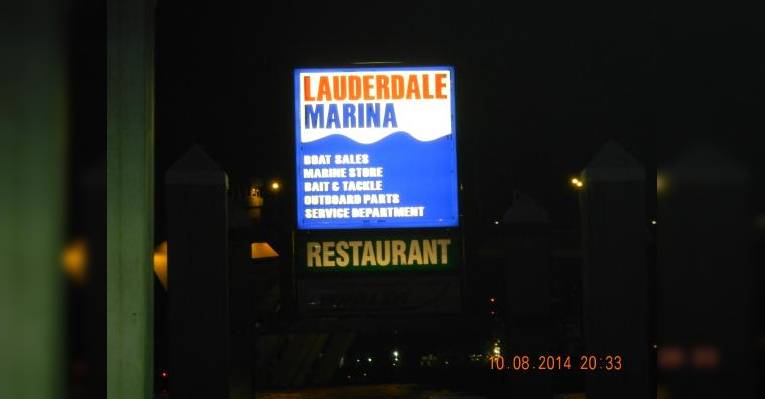 LAUDERDALE
MARINA
BOAT SALES
MARINE STORE
BAIT & TACKLE
OUTBOARD PARTS
SERVICE DEPARTMENT
RESTAURANT
10.08.2014 20:33